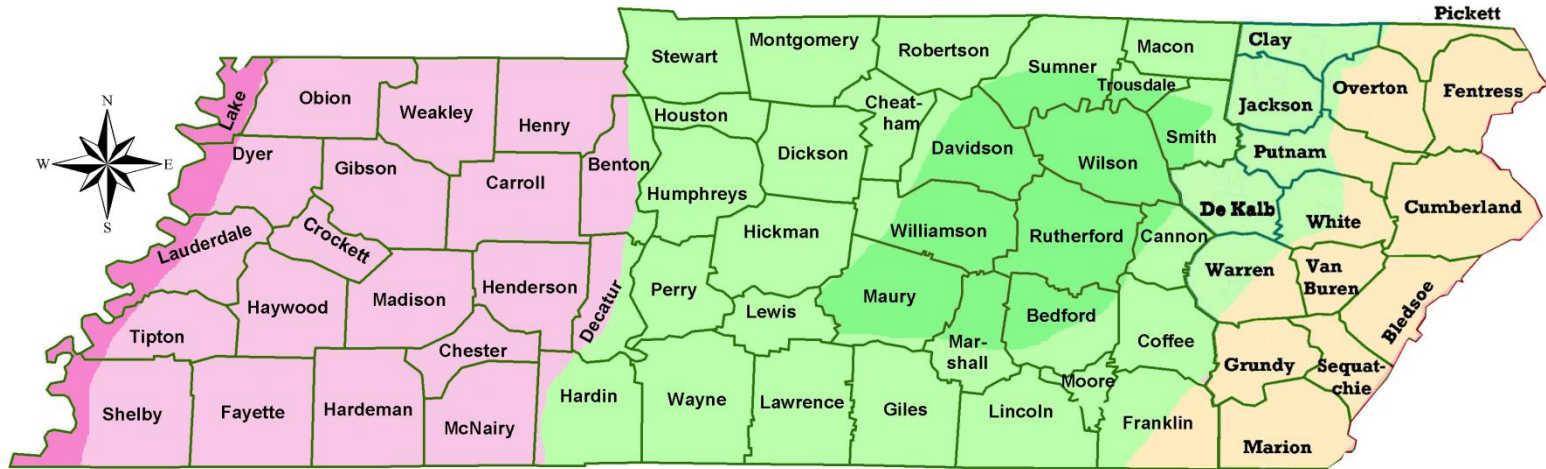 Pickett
Stewart
Montgomery
Robertson
Sumner
Macon
Clay
Overton
Fentress
Trousdale
Lake
Obion
Weakley
Henry
Houston
Cheat-
ham
Jackson
Dickson
Davidson
Wilson
Smith
Putnam
N
W
E
S
Dyer
Gibson
Carroll
Benton
Humphreys
De Kalb
White
Cumberland
Lauderdale
Crockett
Hickman
Williamson
Rutherford
Cannon
Warren
Van
Buren
Haywood
Madison
Henderson
Decatur
Perry
Lewis
Maury
Bedford
Bledsoe
Tipton
Chester
Mar-
shall
Coffee
Grundy
Sequat-
chie
Moore
Shelby
Fayette
Hardeman
McNairy
Hardin
Wayne
Lawrence
Giles
Lincoln
Franklin
Marion